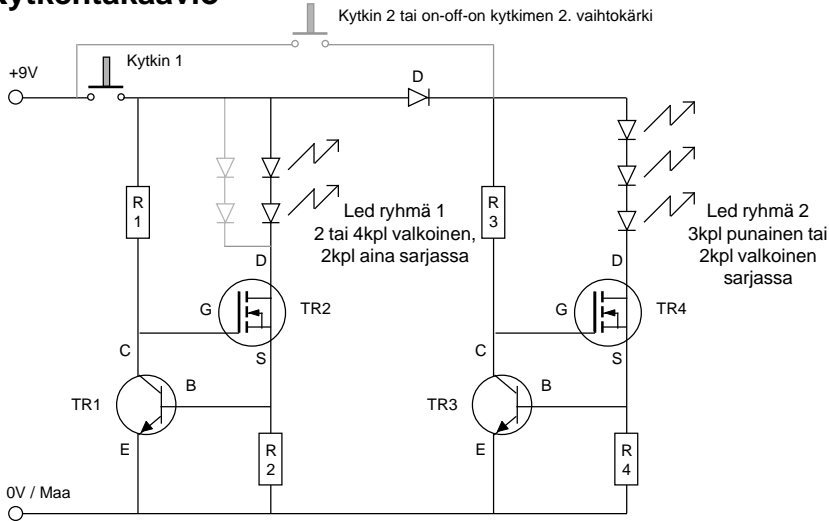 Kytkentäkaavio
Kytkin 2 tai on-off-on kytkimen 2. vaihtokärki
Kytkin 1
+9V
D
R
1
Led ryhmä 1
2 tai 4kpl valkoinen,
2kpl aina sarjassa
R
3
Led ryhmä 2
3kpl punainen tai
2kpl valkoinen
sarjassa
D
G
TR2
S
D
G
TR4
S
C
B
TR1
E
C
B
TR3
E
R
2
R
4
0V / Maa